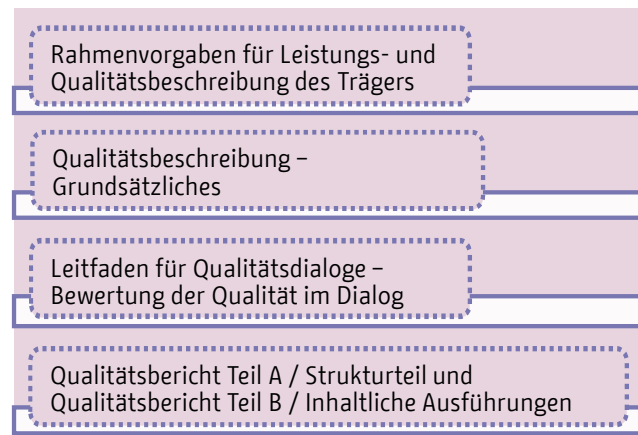 Rahmenvorgaben für Leistungs- und
Qualitätsbeschreibung des Trägers
Qualitätsbeschreibung –
Grundsätzliches
Leitfaden für Qualitätsdialoge –
Bewertung der Qualität im Dialog
Qualitätsbericht Teil A / Strukturteil und
Qualitätsbericht Teil B / Inhaltliche Ausführungen